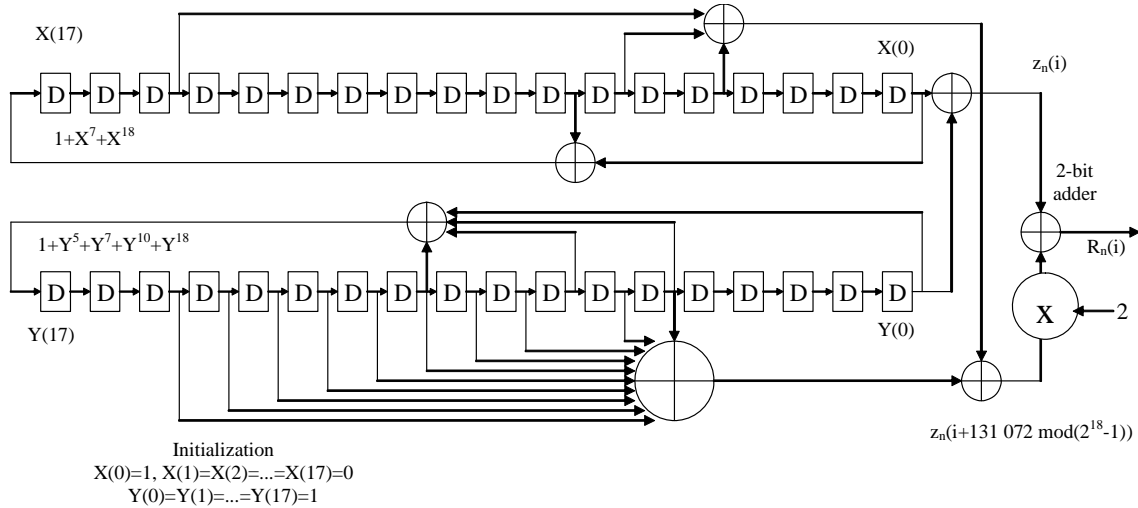 X(17)
X(0)
z_n(i)
D D D D D D D D D D D D D D D D D D
1+X^7+X^18
2-bit
adder
R_n(i)
1+Y^5+Y^7+Y^10+Y^18
D D D D D D D D D D D D D D D D D D
X
2
Y(17)
Y(0)
z_n(i+131 072 mod(2^18-1))
Initialization
X(0)=1, X(1)=X(2)=...=X(17)=0
Y(0)=Y(1)=...=Y(17)=1